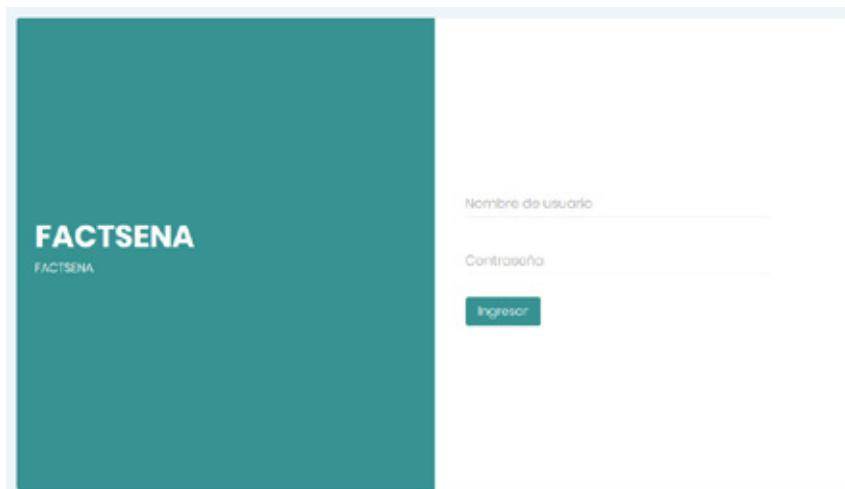 FACTSENA
FACTSENA
Nombre de usuario
Contraseña
Ingresar